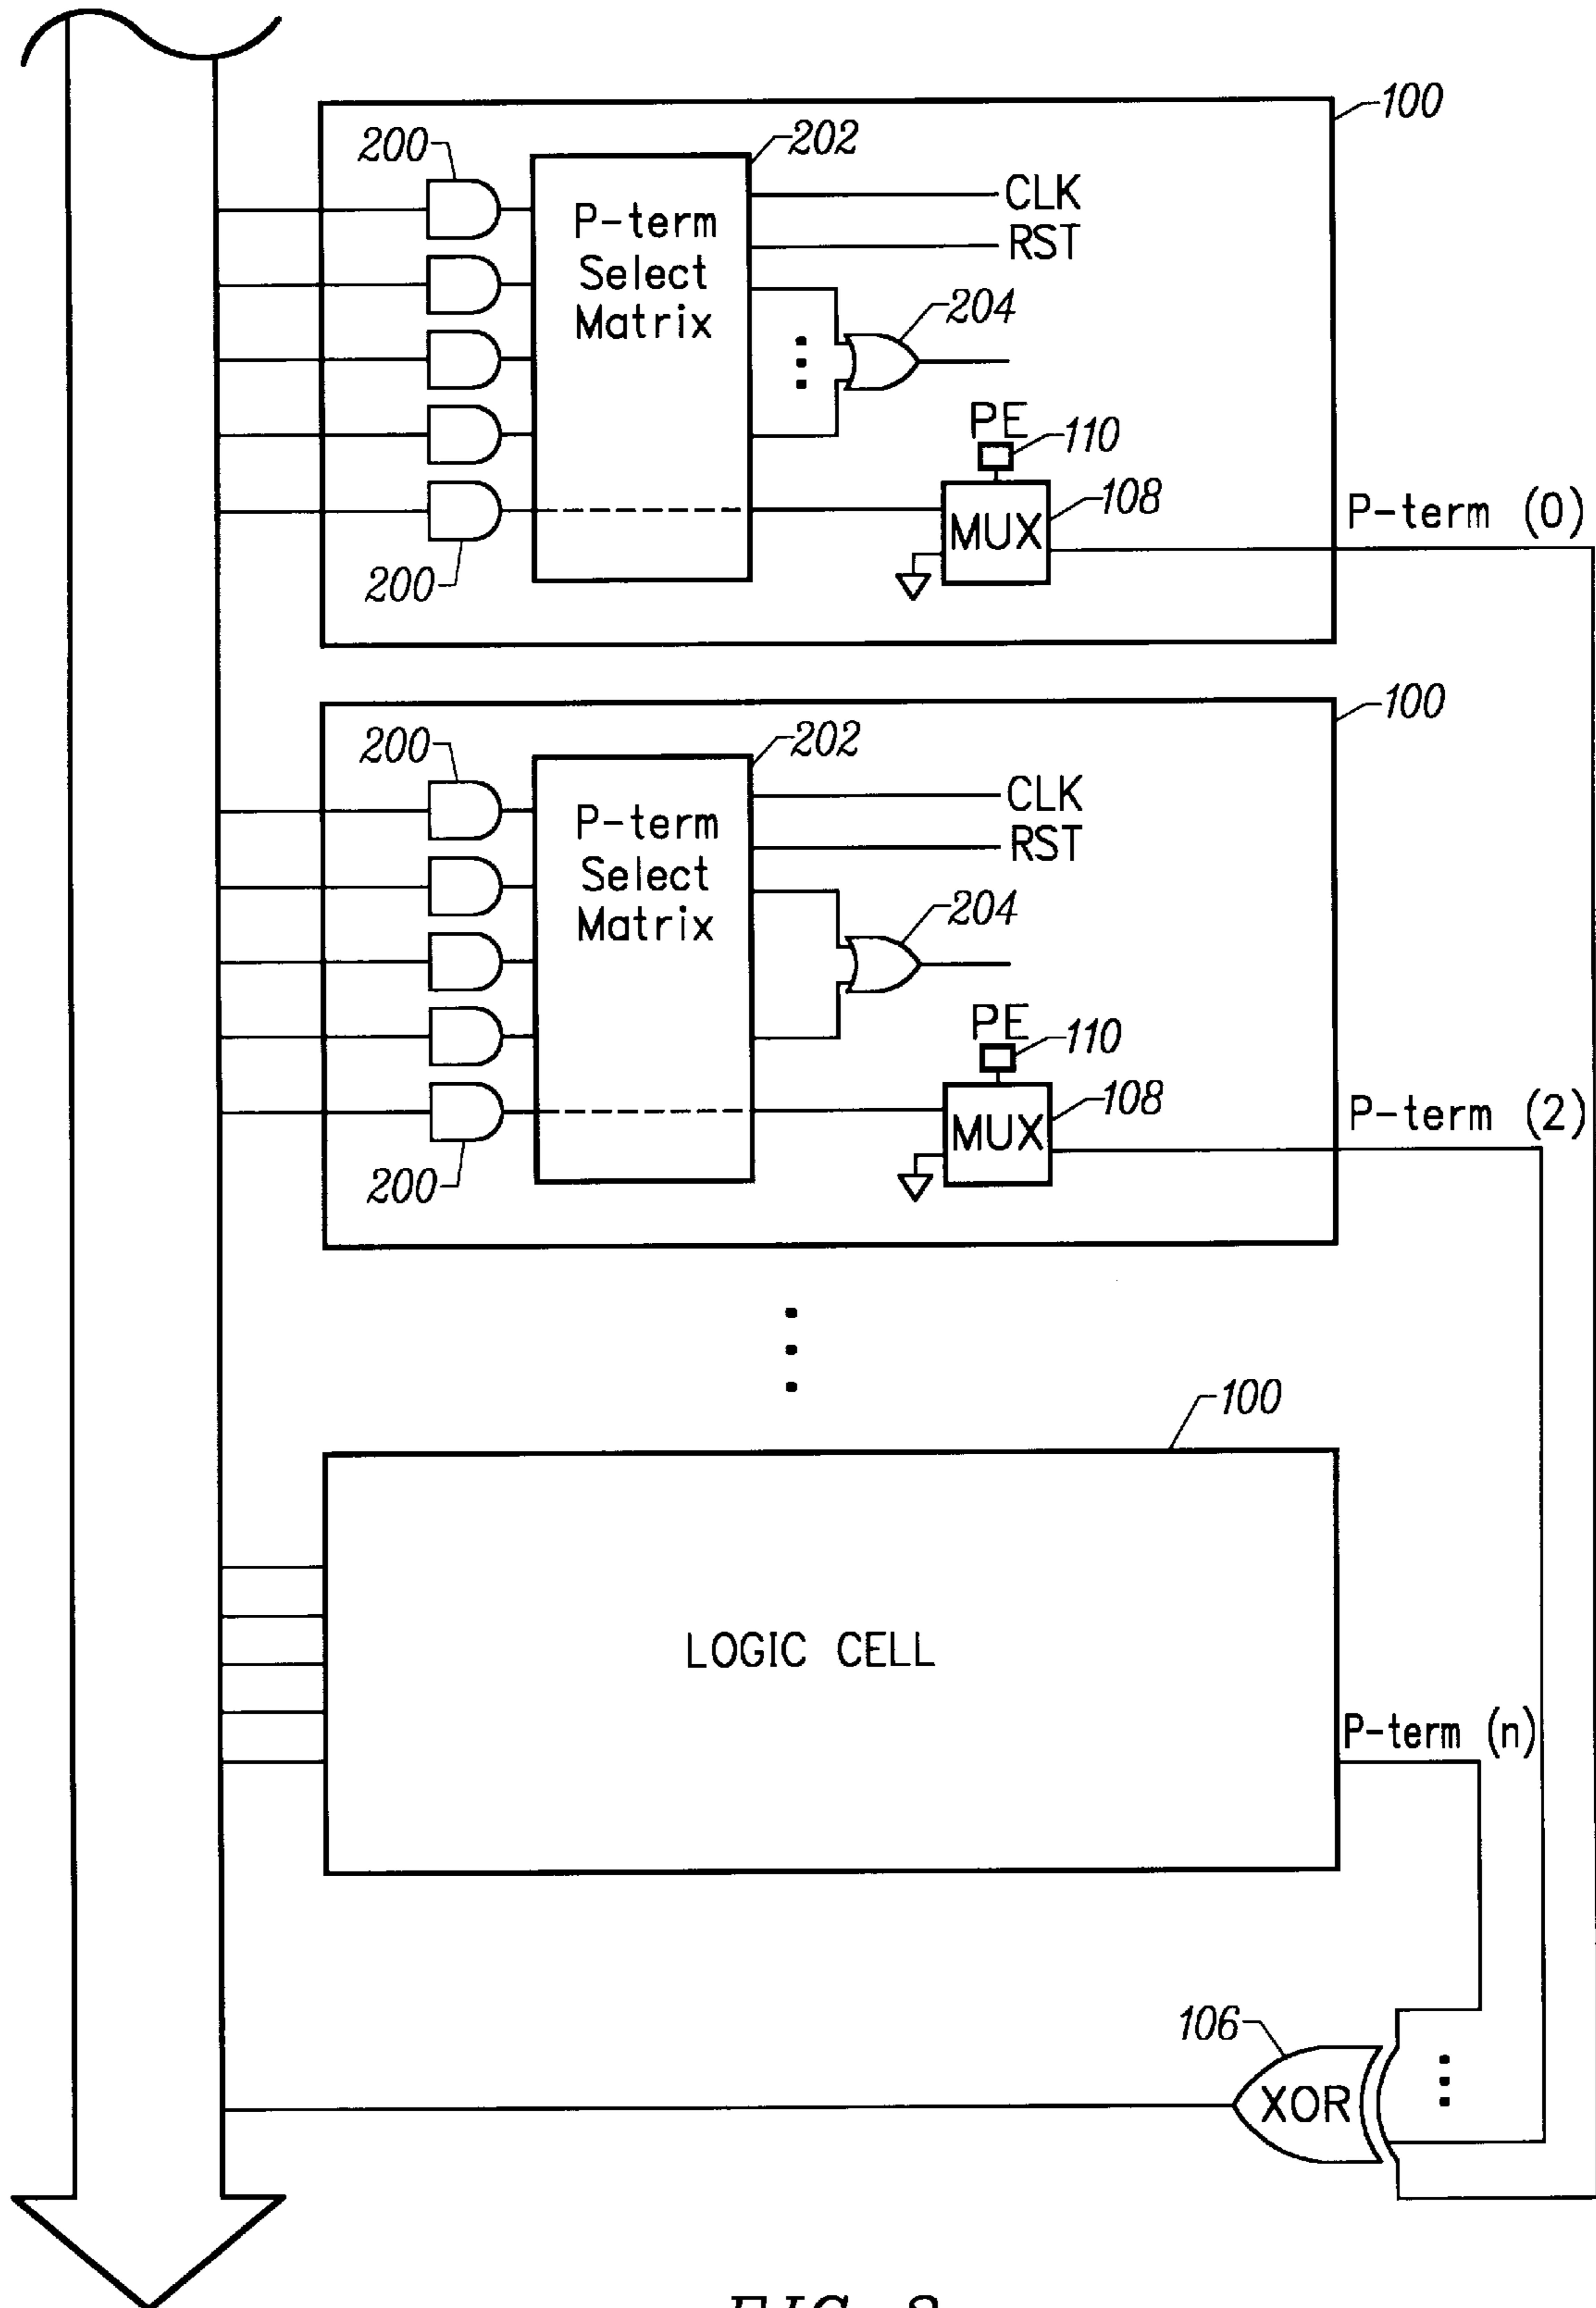 100
200
202
P-term
Select
Matrix
CLK
RST
204
PE
110
108
MUX
P-term (0)
200
100
200
202
P-term
Select
Matrix
CLK
RST
204
PE
110
108
MUX
P-term (2)
200
100
LOGIC CELL
P-term (n)
106
XOR